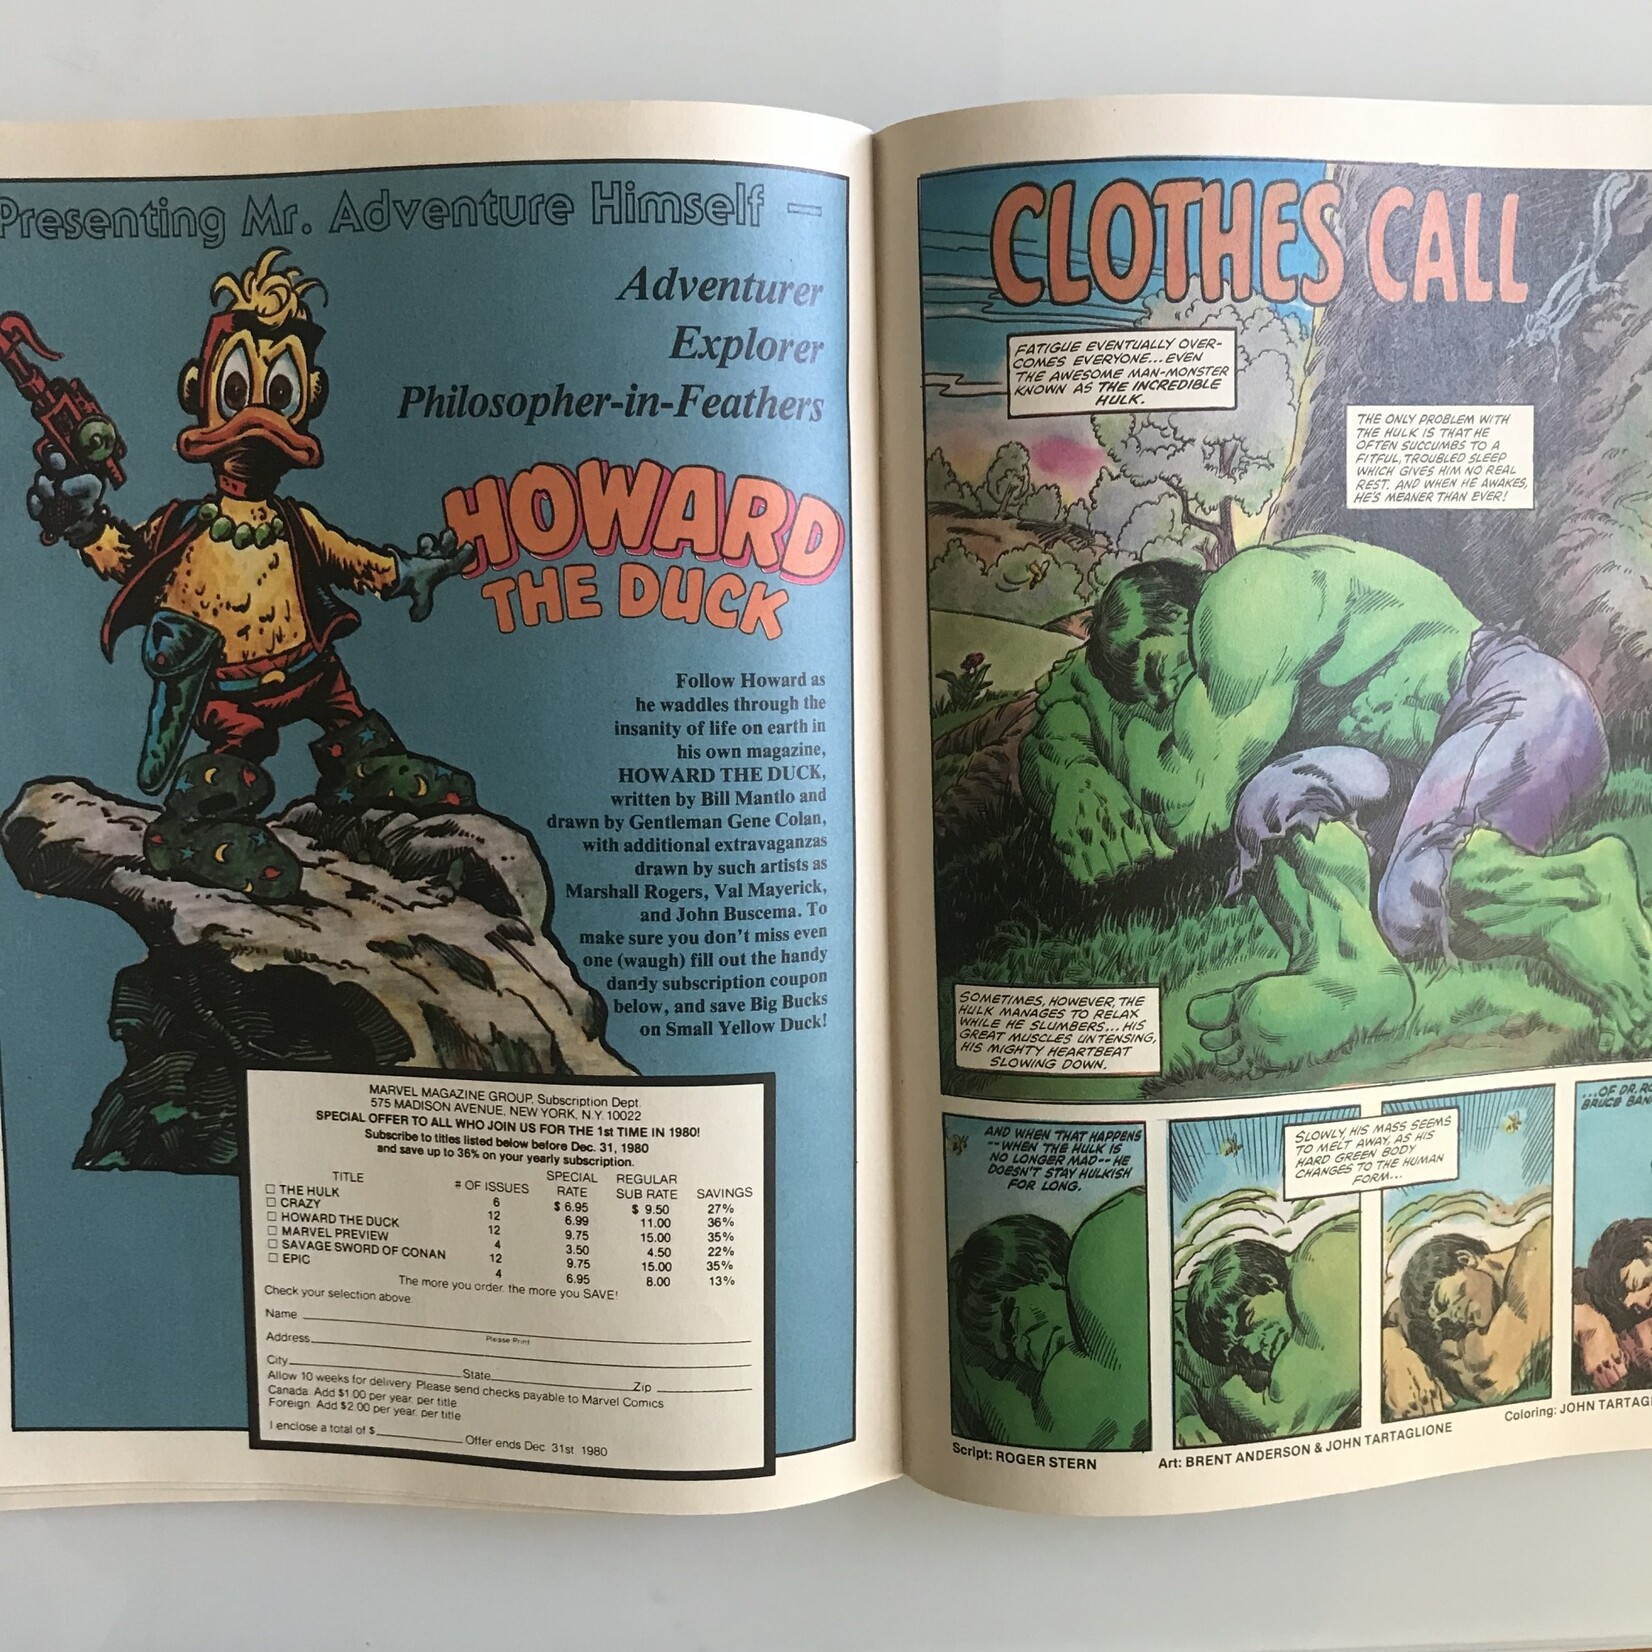 Presenting Mr. Adventure Himself —
Adventurer
Explorer
Philosopher-in-Feathers
HOWARD
THE DUCK
Follow Howard as
he waddles through the
insanity of life on earth in
his own magazine,
HOWARD THE DUCK,
written by Bill Mantlo and
drawn by Gentleman Gene Colan,
with additional extravaganzas
drawn by such artists as
Marshall Rogers, Val Mayerick,
and John Buscema. To
make sure you don't miss even
one (waugh) fill out the handy
dandy subscription coupon
below, and save Big Bucks
on Small Yellow Duck!
MARVEL MAGAZINE GROUP, Subscription Dept.
575 MADISON AVENUE, NEW YORK, N.Y. 10022
SPECIAL OFFER TO ALL WHO JOIN US FOR THE 1st TIME IN 1980!
Subscribe to titles listed below before Dec. 31, 1980
and save up to 36% on your yearly subscription.
TITLE # OF ISSUES SPECIAL RATE REGULAR SUB RATE SAVINGS
☐ THE HULK 6 $ 6.95 $ 9.50 27%
☐ CRAZY 12 6.99 11.00 36%
☐ HOWARD THE DUCK 12 9.75 15.00 35%
☐ MARVEL PREVIEW 4 3.50 4.50 22%
☐ SAVAGE SWORD OF CONAN 12 9.75 15.00 35%
☐ EPIC 4 6.95 8.00 13%
The more you order, the more you SAVE!
Check your selection above.
Name
Please Print
Address
City State Zip
Allow 10 weeks for delivery. Please send checks payable to Marvel Comics
Canada: Add $1.00 per year, per title
Foreign: Add $2.00 per year, per title
I enclose a total of $ Offer ends Dec. 31st, 1980
CLOTHES CALL
FATIGUE EVENTUALLY OVER-
COMES EVERYONE...EVEN
THE AWESOME MAN-MONSTER
KNOWN AS THE INCREDIBLE
HULK.
THE ONLY PROBLEM WITH
THE HULK IS THAT HE
OFTEN SUCCUMBS TO A
FITFUL, TROUBLED SLEEP
WHICH GIVES HIM NO REAL
REST. AND WHEN HE AWAKES,
HE'S MEANER THAN EVER!
SOMETIMES, HOWEVER, THE
HULK MANAGES TO RELAX
WHILE HE SLUMBERS... HIS
GREAT MUSCLES UNTENSING,
HIS MIGHTY HEARTBEAT
SLOWING DOWN.
AND WHEN THAT HAPPENS
--WHEN THE HULK IS
NO LONGER MAD--HE
DOESN'T STAY HULKISH
FOR LONG.
SLOWLY, HIS MASS SEEMS
TO MELT AWAY, AS HIS
HARD GREEN BODY
CHANGES TO THE HUMAN
FORM...
...OF DR. RO
BRUCE BAN
Script: ROGER STERN
Art: BRENT ANDERSON & JOHN TARTAGLIONE
Coloring: JOHN TARTAG